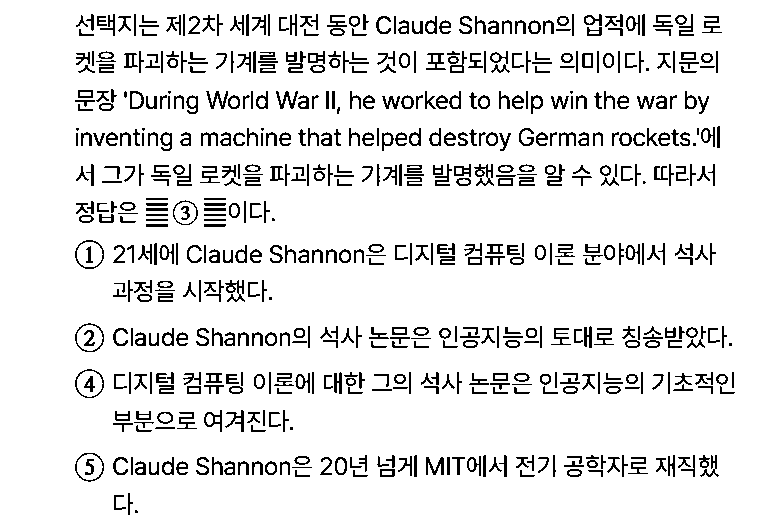 선택지는 제2차 세계 대전 동안 Claude Shannon의 업적에 독일 로
켓을 파괴하는 기계를 발명하는 것이 포함되었다는 의미이다. 지문의
문장 'During World War II, he worked to help win the war by
inventing a machine that helped destroy German rockets.'에
서 그가 독일 로켓을 파괴하는 기계를 발명했음을 알 수 있다. 따라서
정답은 ③ 이다.
① 21세에 Claude Shannon은 디지털 컴퓨팅 이론 분야에서 석사
과정을 시작했다.
② Claude Shannon의 석사 논문은 인공지능의 토대로 칭송받았다.
④ 디지털 컴퓨팅 이론에 대한 그의 석사 논문은 인공지능의 기초적인
부분으로 여겨진다.
⑤ Claude Shannon은 20년 넘게 MIT에서 전기 공학자로 재직했
다.